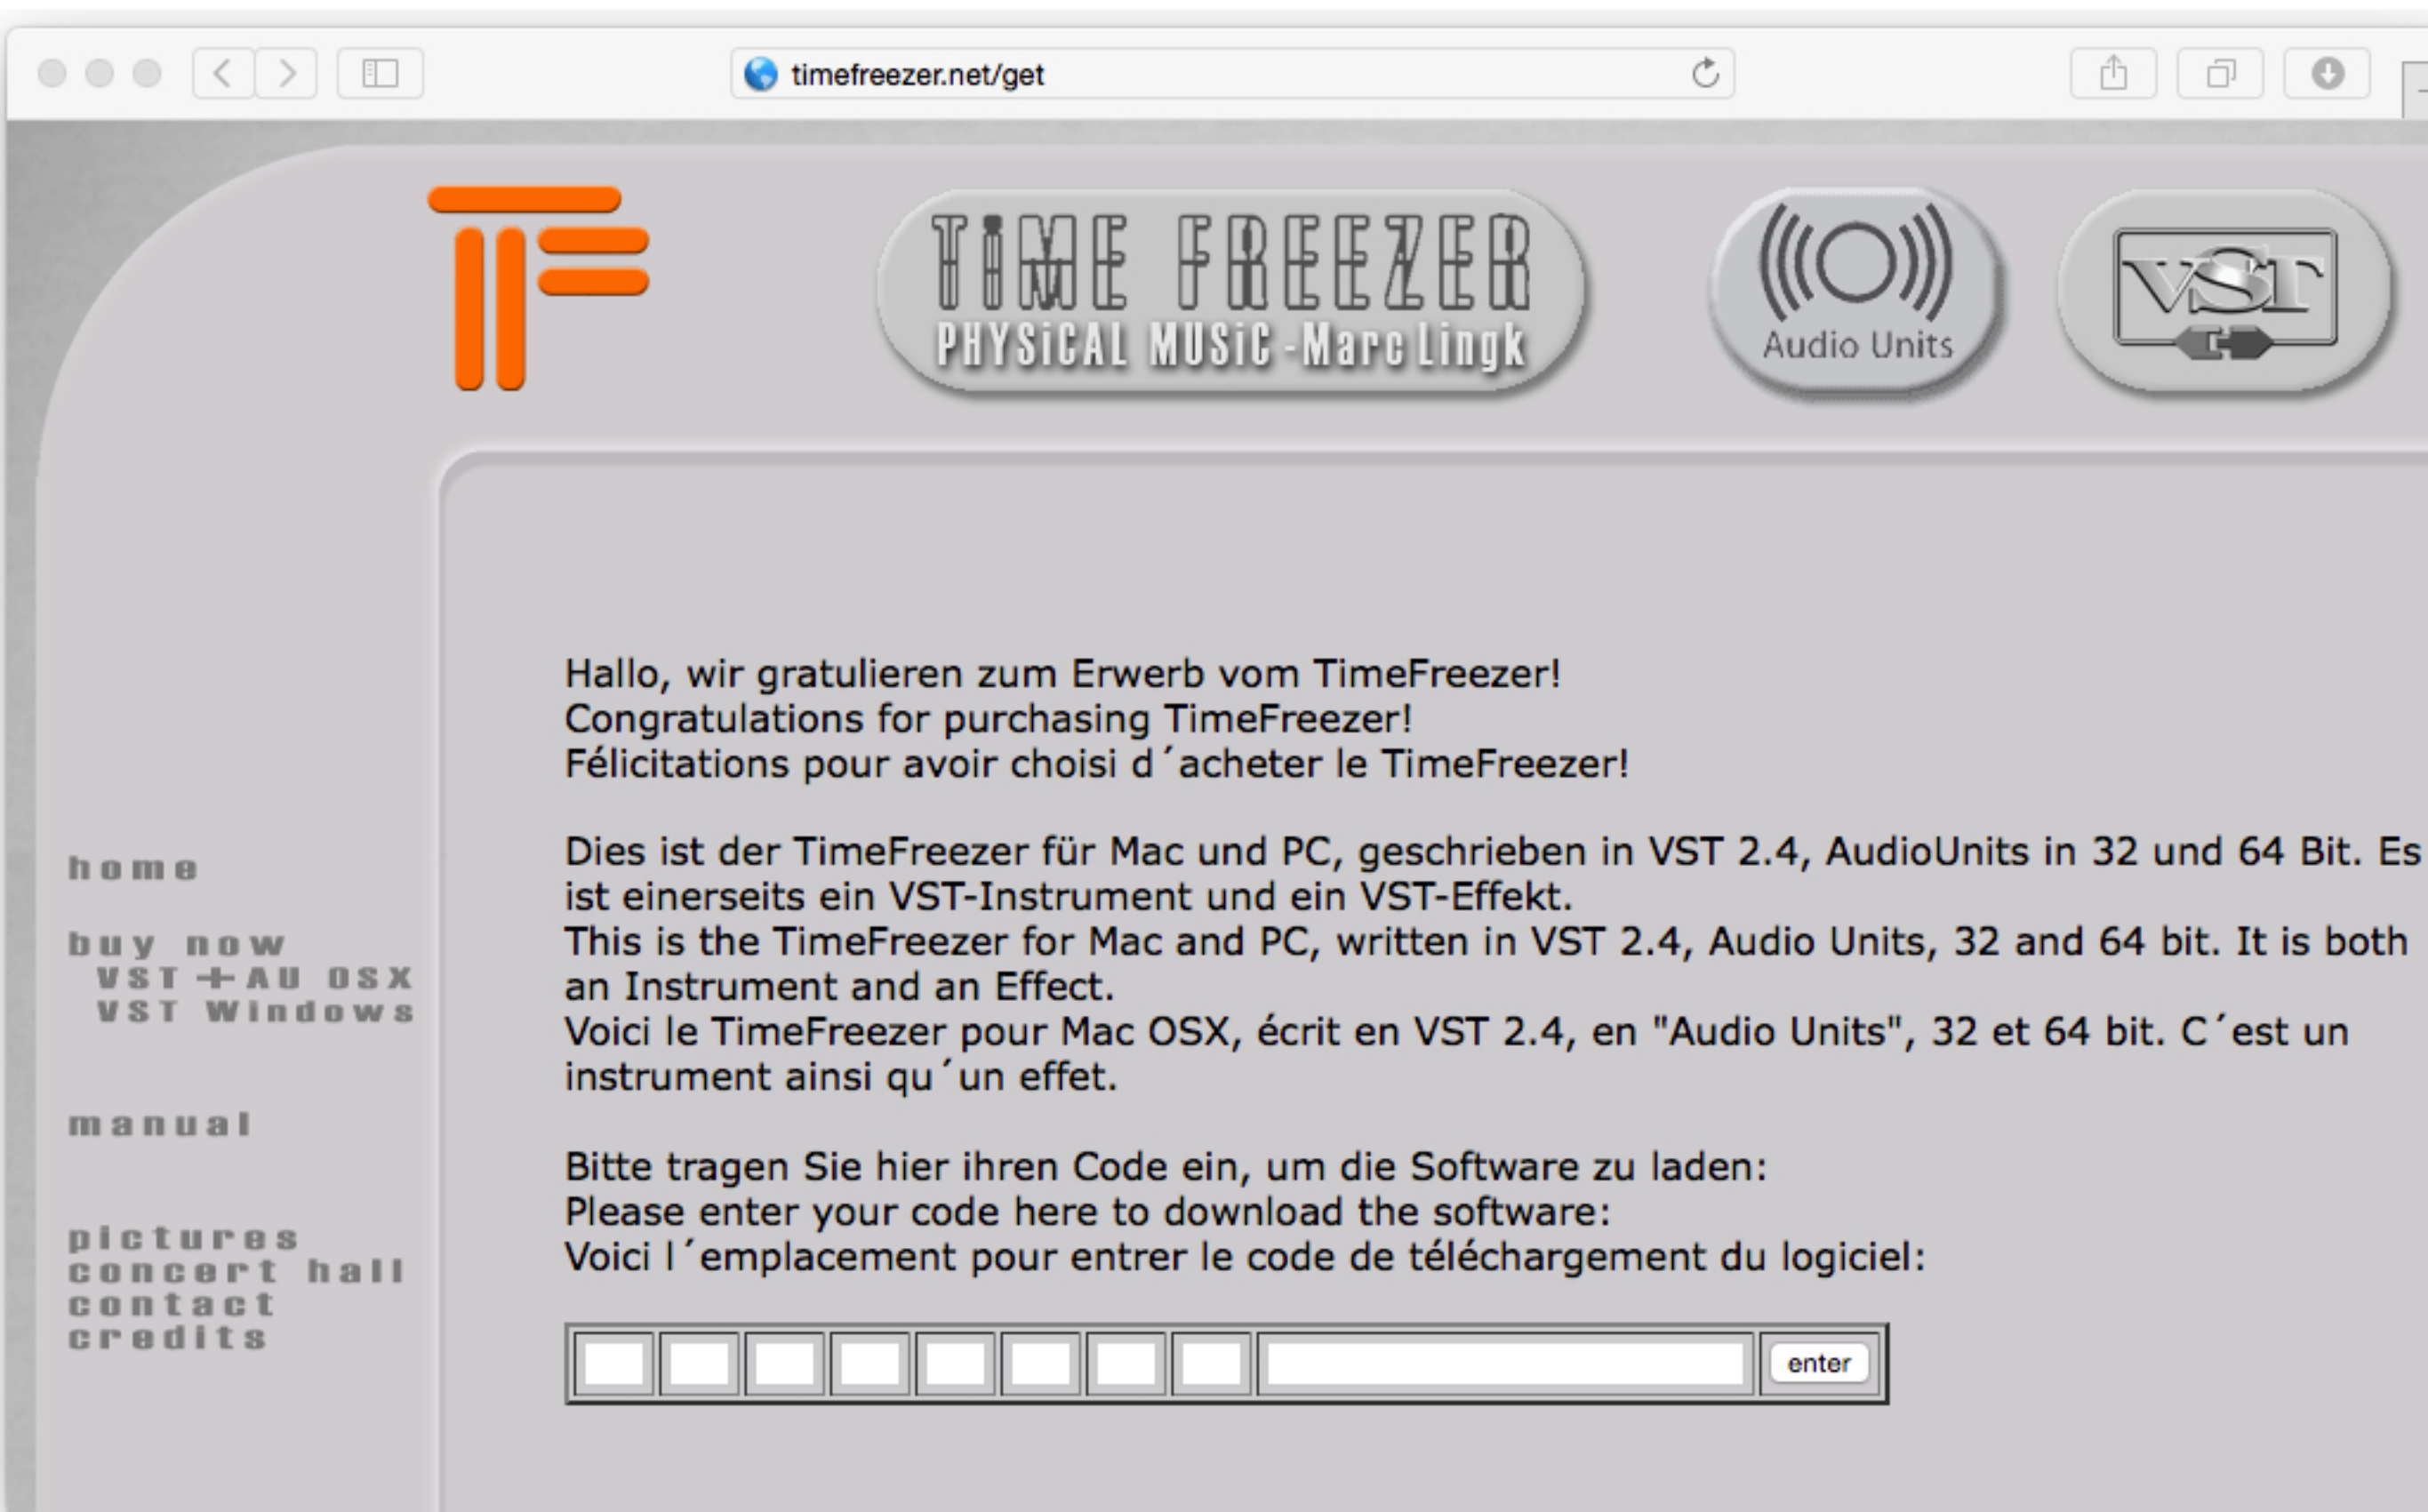 timefreezer.net/get
TiME FREEZER
PHYSiCAL MUSiC - Marc Lingk
Audio Units
VST
Hallo, wir gratulieren zum Erwerb vom TimeFreezer!
Congratulations for purchasing TimeFreezer!
Félicitations pour avoir choisi d´acheter le TimeFreezer!
Dies ist der TimeFreezer für Mac und PC, geschrieben in VST 2.4, AudioUnits in 32 und 64 Bit. Es
ist einerseits ein VST-Instrument und ein VST-Effekt.
This is the TimeFreezer for Mac and PC, written in VST 2.4, Audio Units, 32 and 64 bit. It is both
an Instrument and an Effect.
Voici le TimeFreezer pour Mac OSX, écrit en VST 2.4, en "Audio Units", 32 et 64 bit. C´est un
instrument ainsi qu´un effet.
Bitte tragen Sie hier ihren Code ein, um die Software zu laden:
Please enter your code here to download the software:
Voici l´emplacement pour entrer le code de téléchargement du logiciel:
enter
home
buy now
VST+AU OSX
VST Windows
manual
pictures
concert hall
contact
credits